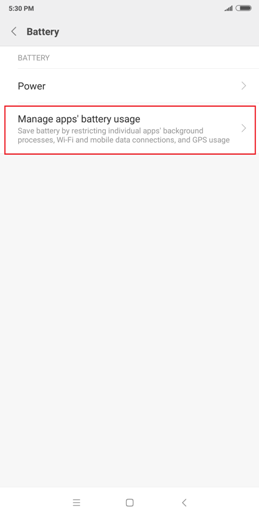 5:30 PM
Battery
BATTERY
Power
Manage apps' battery usage
Save battery by restricting individual apps' background
processes, Wi-Fi and mobile data connections, and GPS usage